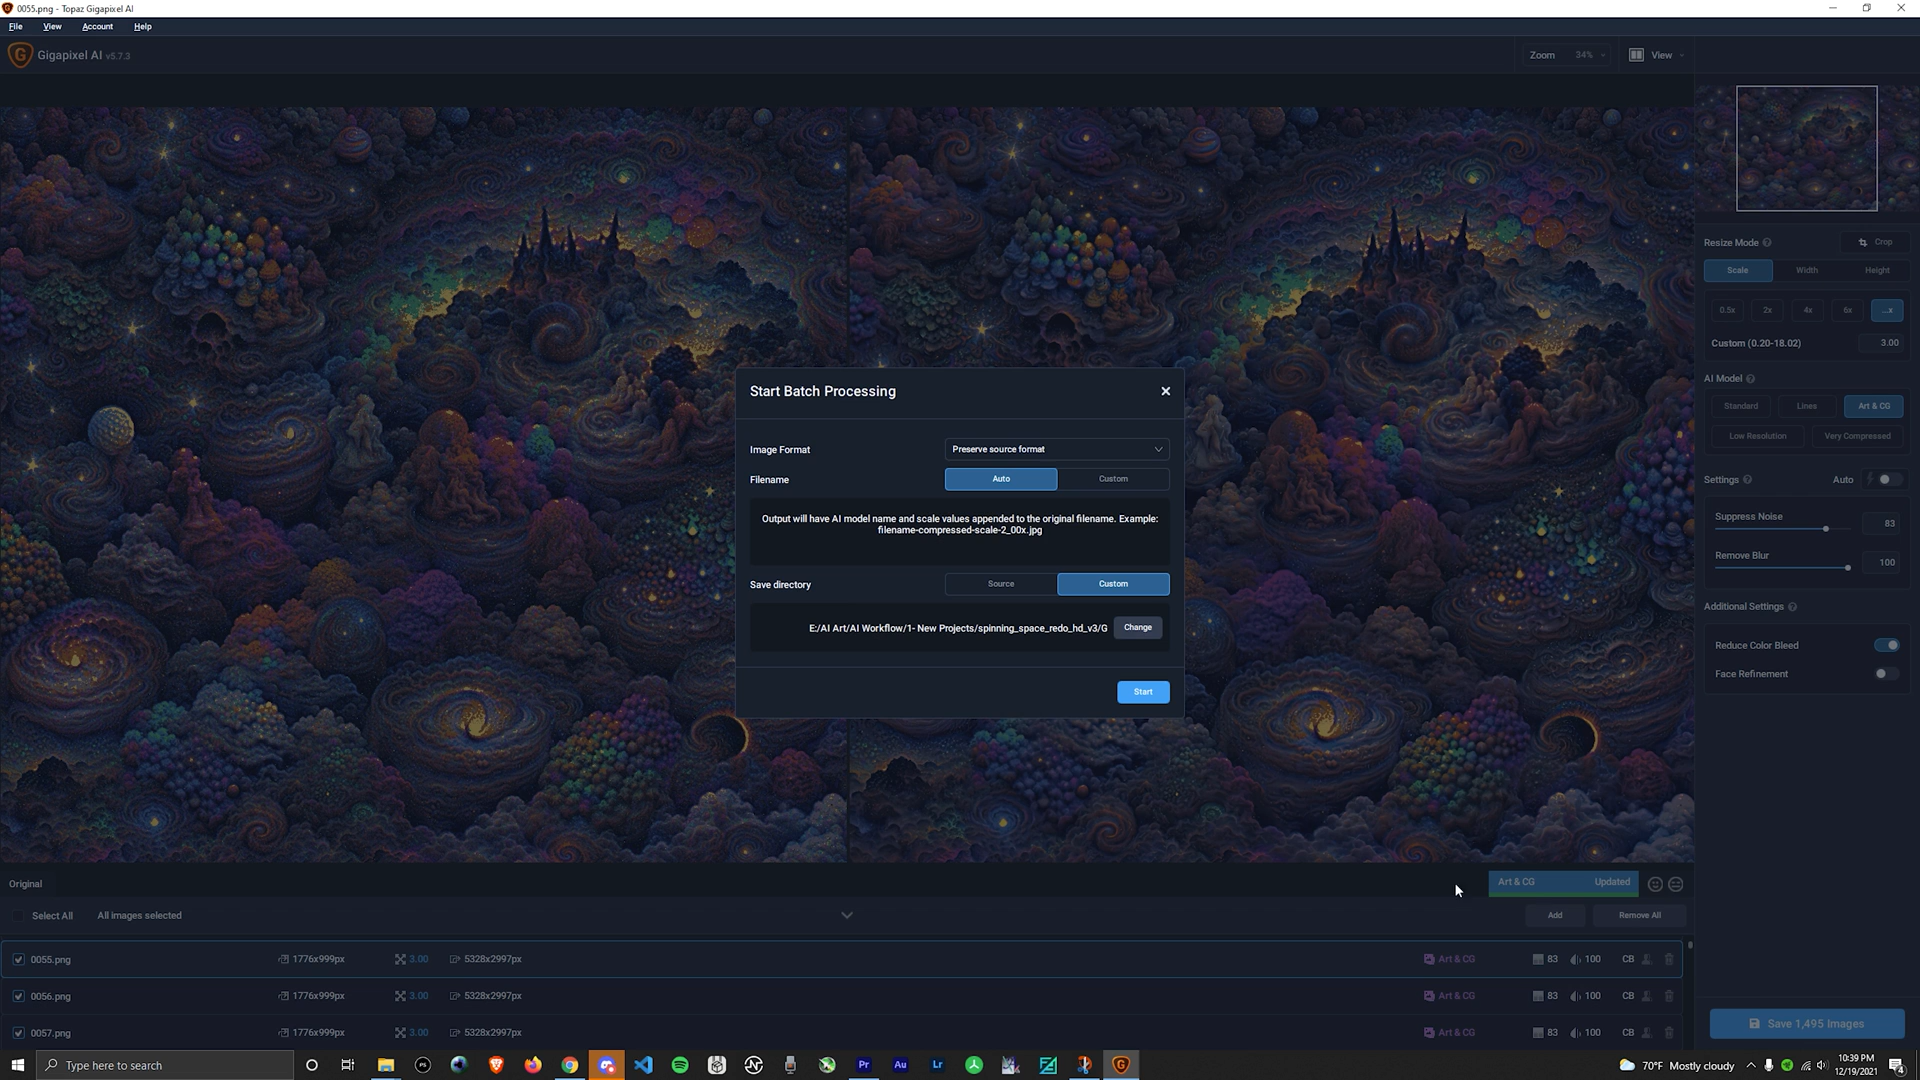 0055.png - Topaz Gigapixel AI
File View Account Help
Gigapixel AI v5.7.3
Zoom 34% View
Resize Mode Crop
Scale Width Height
0.5x 2x 4x 6x ...x
Custom (0.20-18.02) 3.00
AI Model
Standard Lines Art & CG
Low Resolution Very Compressed
Settings Auto
Suppress Noise 83
Remove Blur 100
Additional Settings
Reduce Color Bleed
Face Refinement
Start Batch Processing
Image Format Preserve source format
Filename Auto Custom
Output will have AI model name and scale values appended to the original filename. Example:
filename-compressed-scale-2_00x.jpg
Save directory Source Custom
E:/AI Art/AI Workflow/1- New Projects/spinning_space_redo_hd_v3/G Change
Start
Original Art & CG Updated
Select All All images selected Add Remove All
0055.png 1776x999px 3.00 5328x2997px Art & CG 83 100 CB
0056.png 1776x999px 3.00 5328x2997px Art & CG 83 100 CB
0057.png 1776x999px 3.00 5328x2997px Art & CG 83 100 CB
Save 1,495 Images
Type here to search
Pr Au Lr
70°F Mostly cloudy
10:39 PM
12/19/2021
4